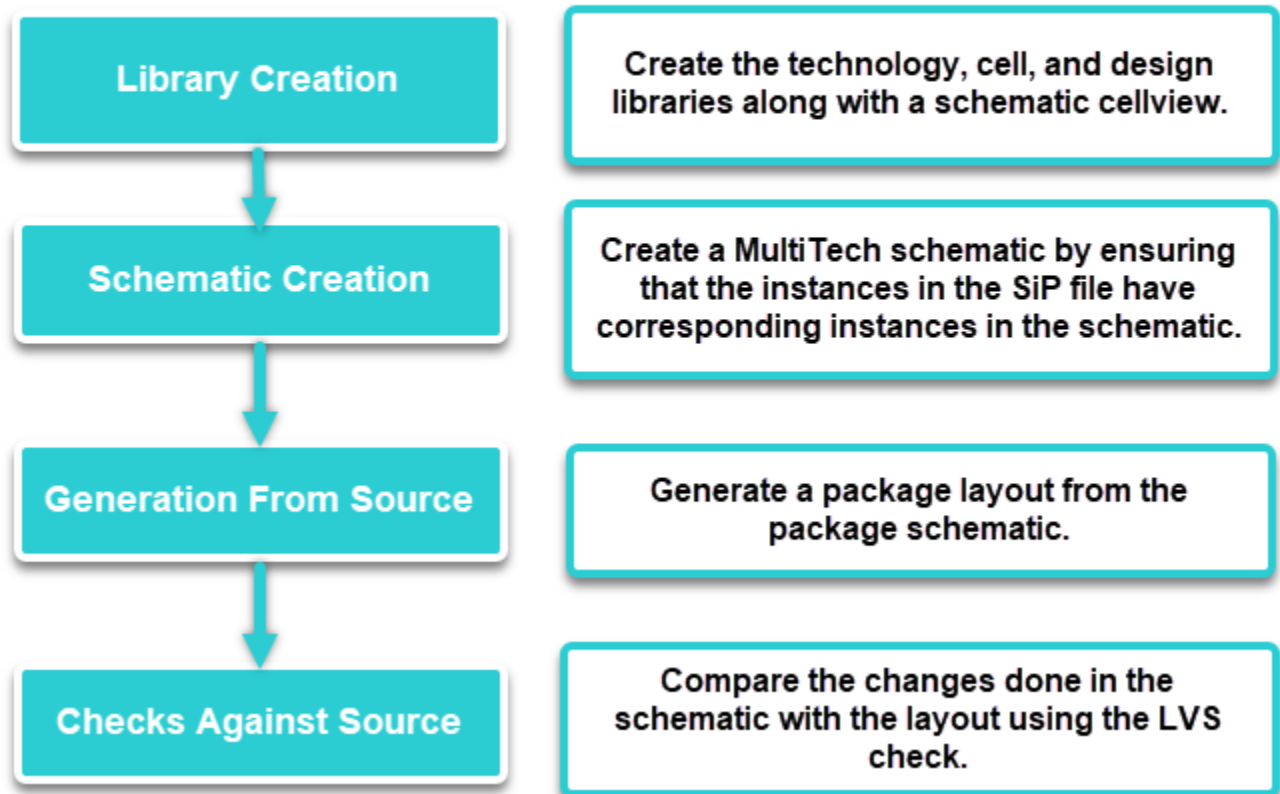 Library Creation
Create the technology, cell, and design
libraries along with a schematic cellview.
Schematic Creation
Create a MultiTech schematic by ensuring
that the instances in the SiP file have
corresponding instances in the schematic.
Generation From Source
Generate a package layout from the
package schematic.
Checks Against Source
Compare the changes done in the
schematic with the layout using the LVS
check.